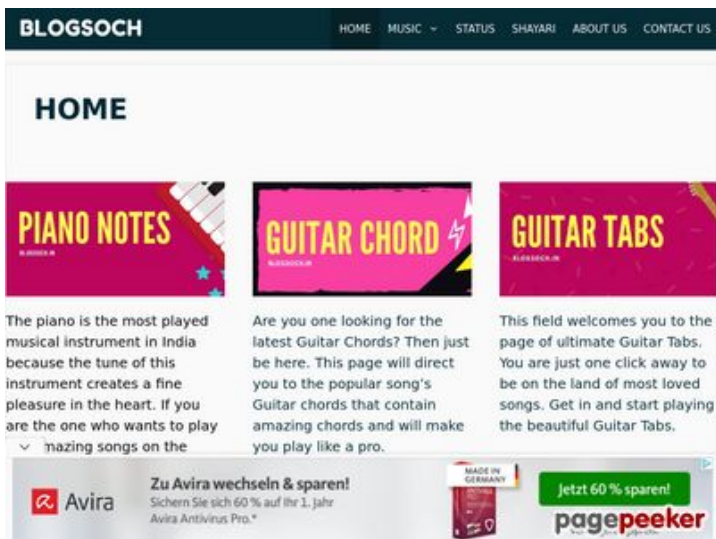 BLOGSOCH
HOME MUSIC STATUS SHAYARI ABOUT US CONTACT US
HOME
PIANO NOTES
BLOGSOCH.IN
GUITAR CHORD
BLOGSOCH.IN
GUITAR TABS
BLOGSOCH.IN
The piano is the most played
musical instrument in India
because the tune of this
instrument creates a fine
pleasure in the heart. If you
are the one who wants to play
mazing songs on the
Are you one looking for the
latest Guitar Chords? Then just
be here. This page will direct
you to the popular song's
Guitar chords that contain
amazing chords and will make
you play like a pro.
This field welcomes you to the
page of ultimate Guitar Tabs.
You are just one click away to
be on the land of most loved
songs. Get in and start playing
the beautiful Guitar Tabs.
Avira
Zu Avira wechseln & sparen!
Sichern Sie sich 60 % auf Ihr 1. Jahr
Avira Antivirus Pro.*
MADE IN
GERMANY
Jetzt 60 % sparen!
pagepeeker